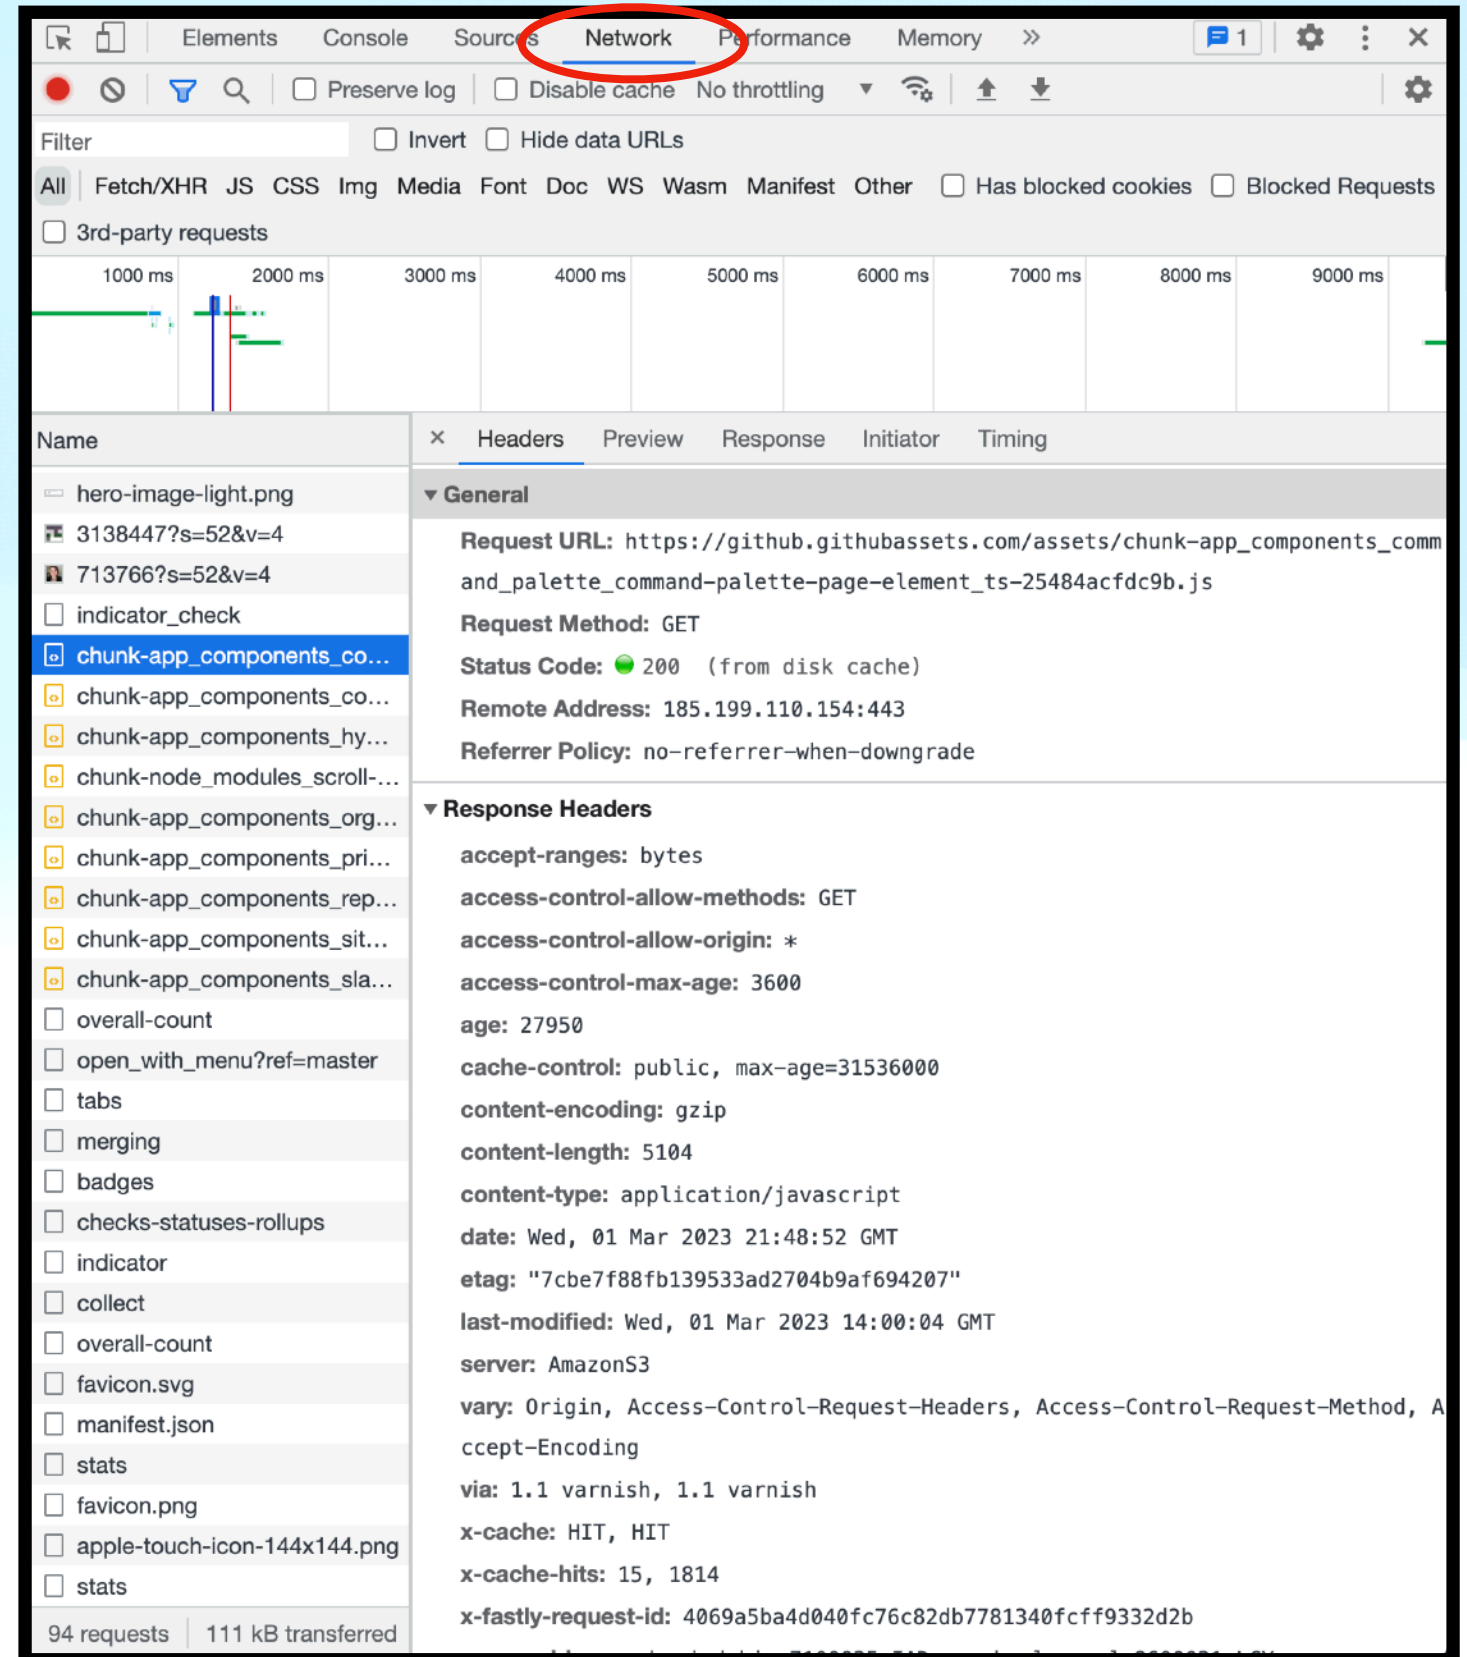 Elements Console Sources Network Performance Memory » 1
Preserve log Disable cache No throttling
Filter Invert Hide data URLs
All Fetch/XHR JS CSS Img Media Font Doc WS Wasm Manifest Other Has blocked cookies Blocked Requests
3rd-party requests
1000 ms 2000 ms 3000 ms 4000 ms 5000 ms 6000 ms 7000 ms 8000 ms 9000 ms
Name
hero-image-light.png
3138447?s=52&v=4
713766?s=52&v=4
indicator_check
chunk-app_components_co...
chunk-app_components_co...
chunk-app_components_hy...
chunk-node_modules_scroll-...
chunk-app_components_org...
chunk-app_components_pri...
chunk-app_components_rep...
chunk-app_components_sit...
chunk-app_components_sla...
overall-count
open_with_menu?ref=master
tabs
merging
badges
checks-statuses-rollups
indicator
collect
overall-count
favicon.svg
manifest.json
stats
favicon.png
apple-touch-icon-144x144.png
stats
94 requests 111 kB transferred
× Headers Preview Response Initiator Timing
General
Request URL: https://github.githubassets.com/assets/chunk-app_components_comm
and_palette_command-palette-page-element_ts-25484acfdc9b.js
Request Method: GET
Status Code: 200 (from disk cache)
Remote Address: 185.199.110.154:443
Referrer Policy: no-referrer-when-downgrade
Response Headers
accept-ranges: bytes
access-control-allow-methods: GET
access-control-allow-origin: *
access-control-max-age: 3600
age: 27950
cache-control: public, max-age=31536000
content-encoding: gzip
content-length: 5104
content-type: application/javascript
date: Wed, 01 Mar 2023 21:48:52 GMT
etag: "7cbe7f88fb139533ad2704b9af694207"
last-modified: Wed, 01 Mar 2023 14:00:04 GMT
server: AmazonS3
vary: Origin, Access-Control-Request-Headers, Access-Control-Request-Method, A
ccept-Encoding
via: 1.1 varnish, 1.1 varnish
x-cache: HIT, HIT
x-cache-hits: 15, 1814
x-fastly-request-id: 4069a5ba4d040fc76c82db7781340fcff9332d2b